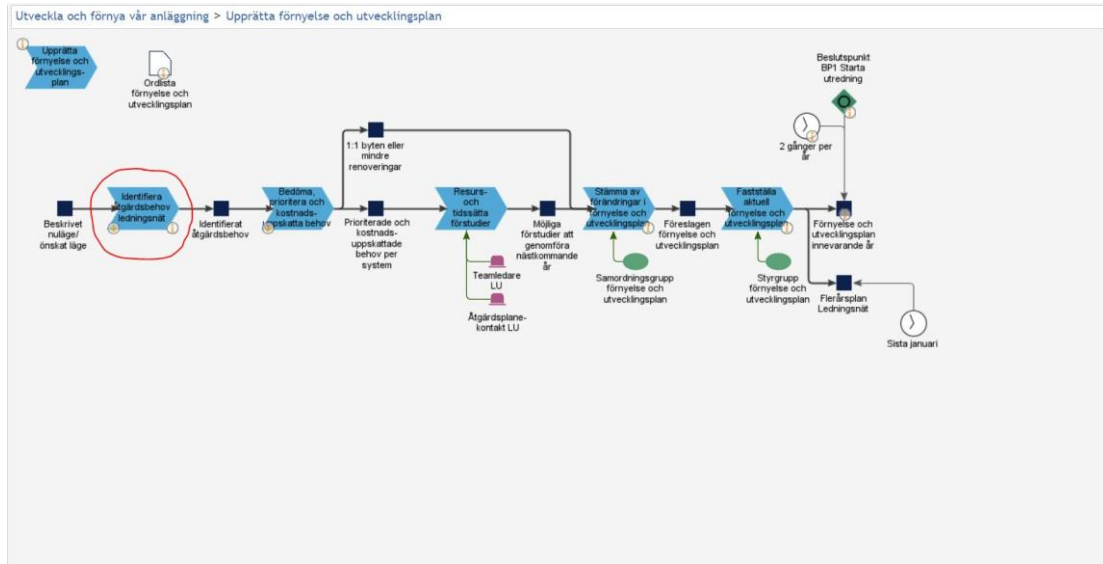 Utveckla och förnya vår anläggning > Upprätta förnyelse och utvecklingsplan
Upprätta
förnyelse och
utvecklings-
plan
Ordlista
förnyelse och
utvecklingsplan
Beslutspunkt
BP1 Starta
utredning
2 gånger per
år
1:1 byten eller
mindre
renoveringar
Beskrivet
nuläge/
önskat läge
Identifiera
åtgärdsbehov
ledningsnät
Identifierat
åtgärdsbehov
Bedöma,
prioritera och
kostnads-
uppskatta behov
Prioriterade och
kostnads-
uppskattade
behov per
system
Resurs-
och
tidssätta
förstudier
Teamledare
LU
Åtgärdsplane-
kontakt LU
Möjliga
förstudier att
genomföra
nästkommande
år
Stämma av
förändringar i
förnyelse och
utvecklingsplan
Samordningsgrupp
förnyelse och
utvecklingsplan
Föreslagen
förnyelse och
utvecklingsplan
Fastställa
aktuell
förnyelse och
utvecklingsplan
Styrgrupp
förnyelse och
utvecklingsplan
Förnyelse och
utvecklingsplan
innevarande år
Flerårsplan
Ledningsnät
Sista januari